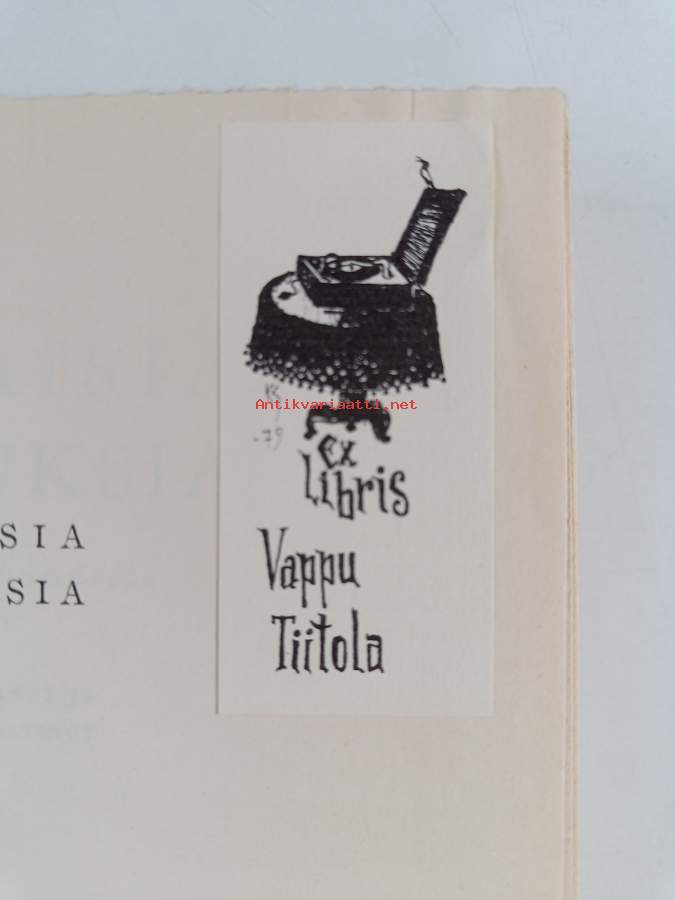 Antikvariaatti.net
-79
Ex
Libris
Vappu
Tiitola
SIA
SIA